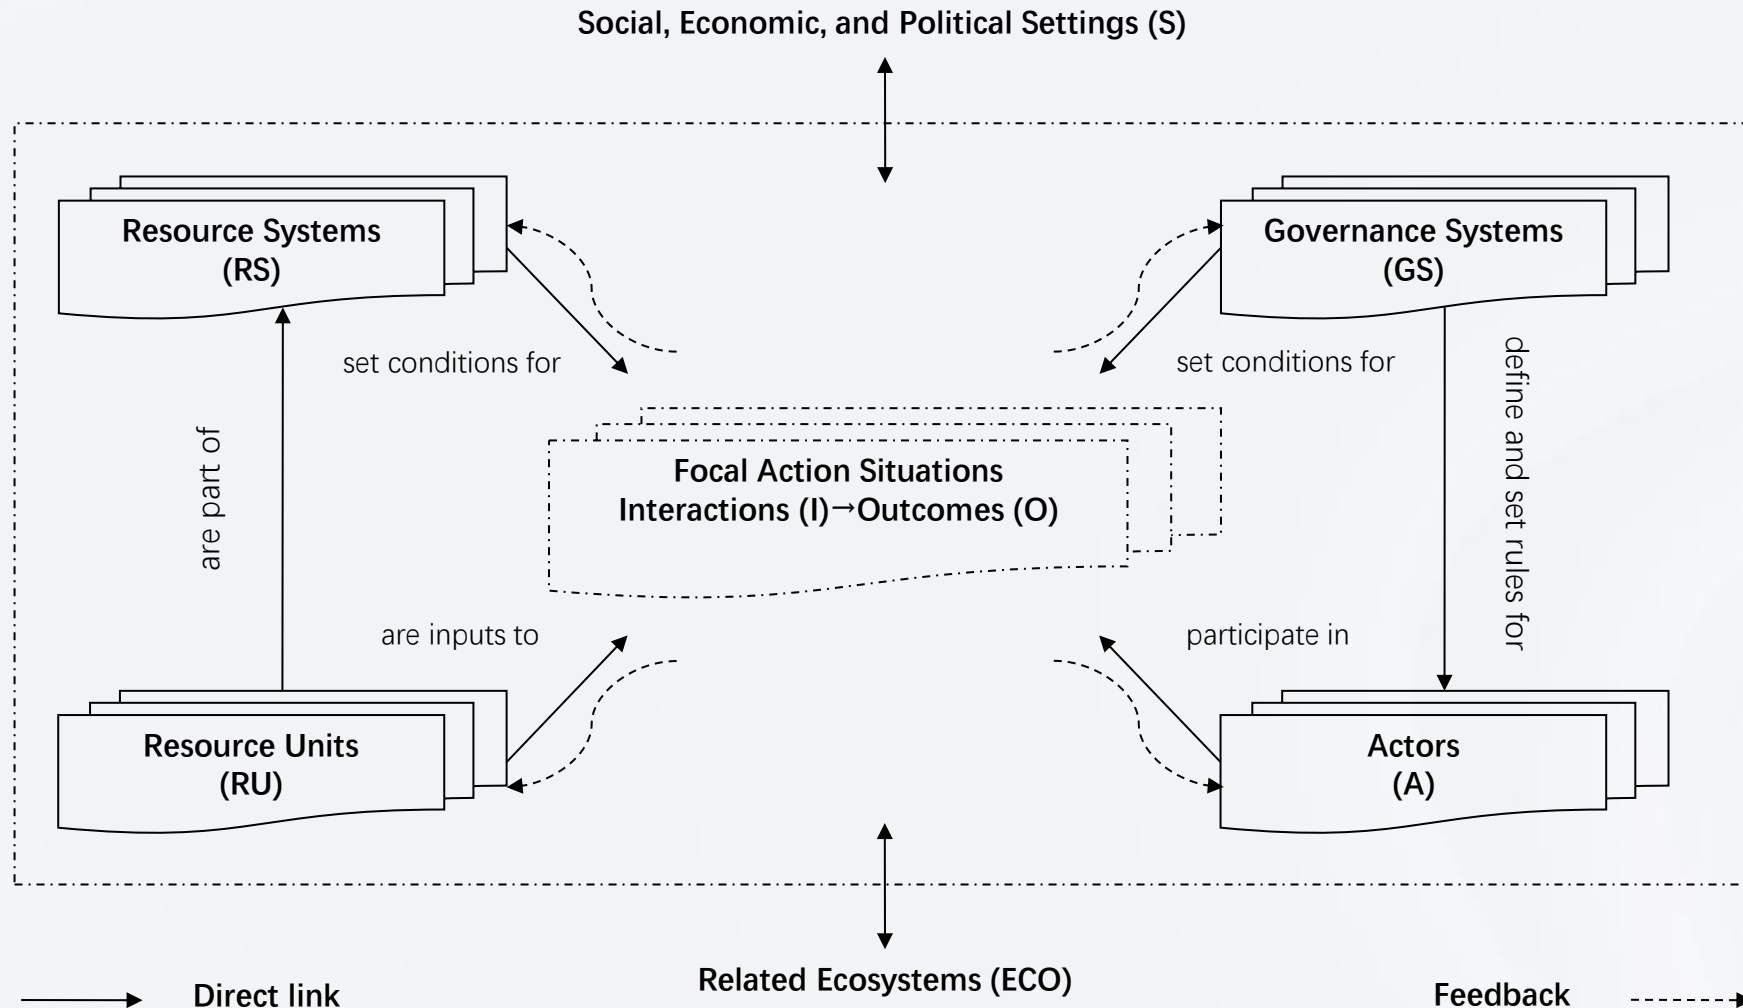 Social, Economic, and Political Settings (S)
Resource Systems
(RS)
Governance Systems
(GS)
set conditions for
set conditions for
are part of
define and set rules for
Focal Action Situations
Interactions (I)→Outcomes (O)
are inputs to
participate in
Resource Units
(RU)
Actors
(A)
Related Ecosystems (ECO)
Direct link
Feedback